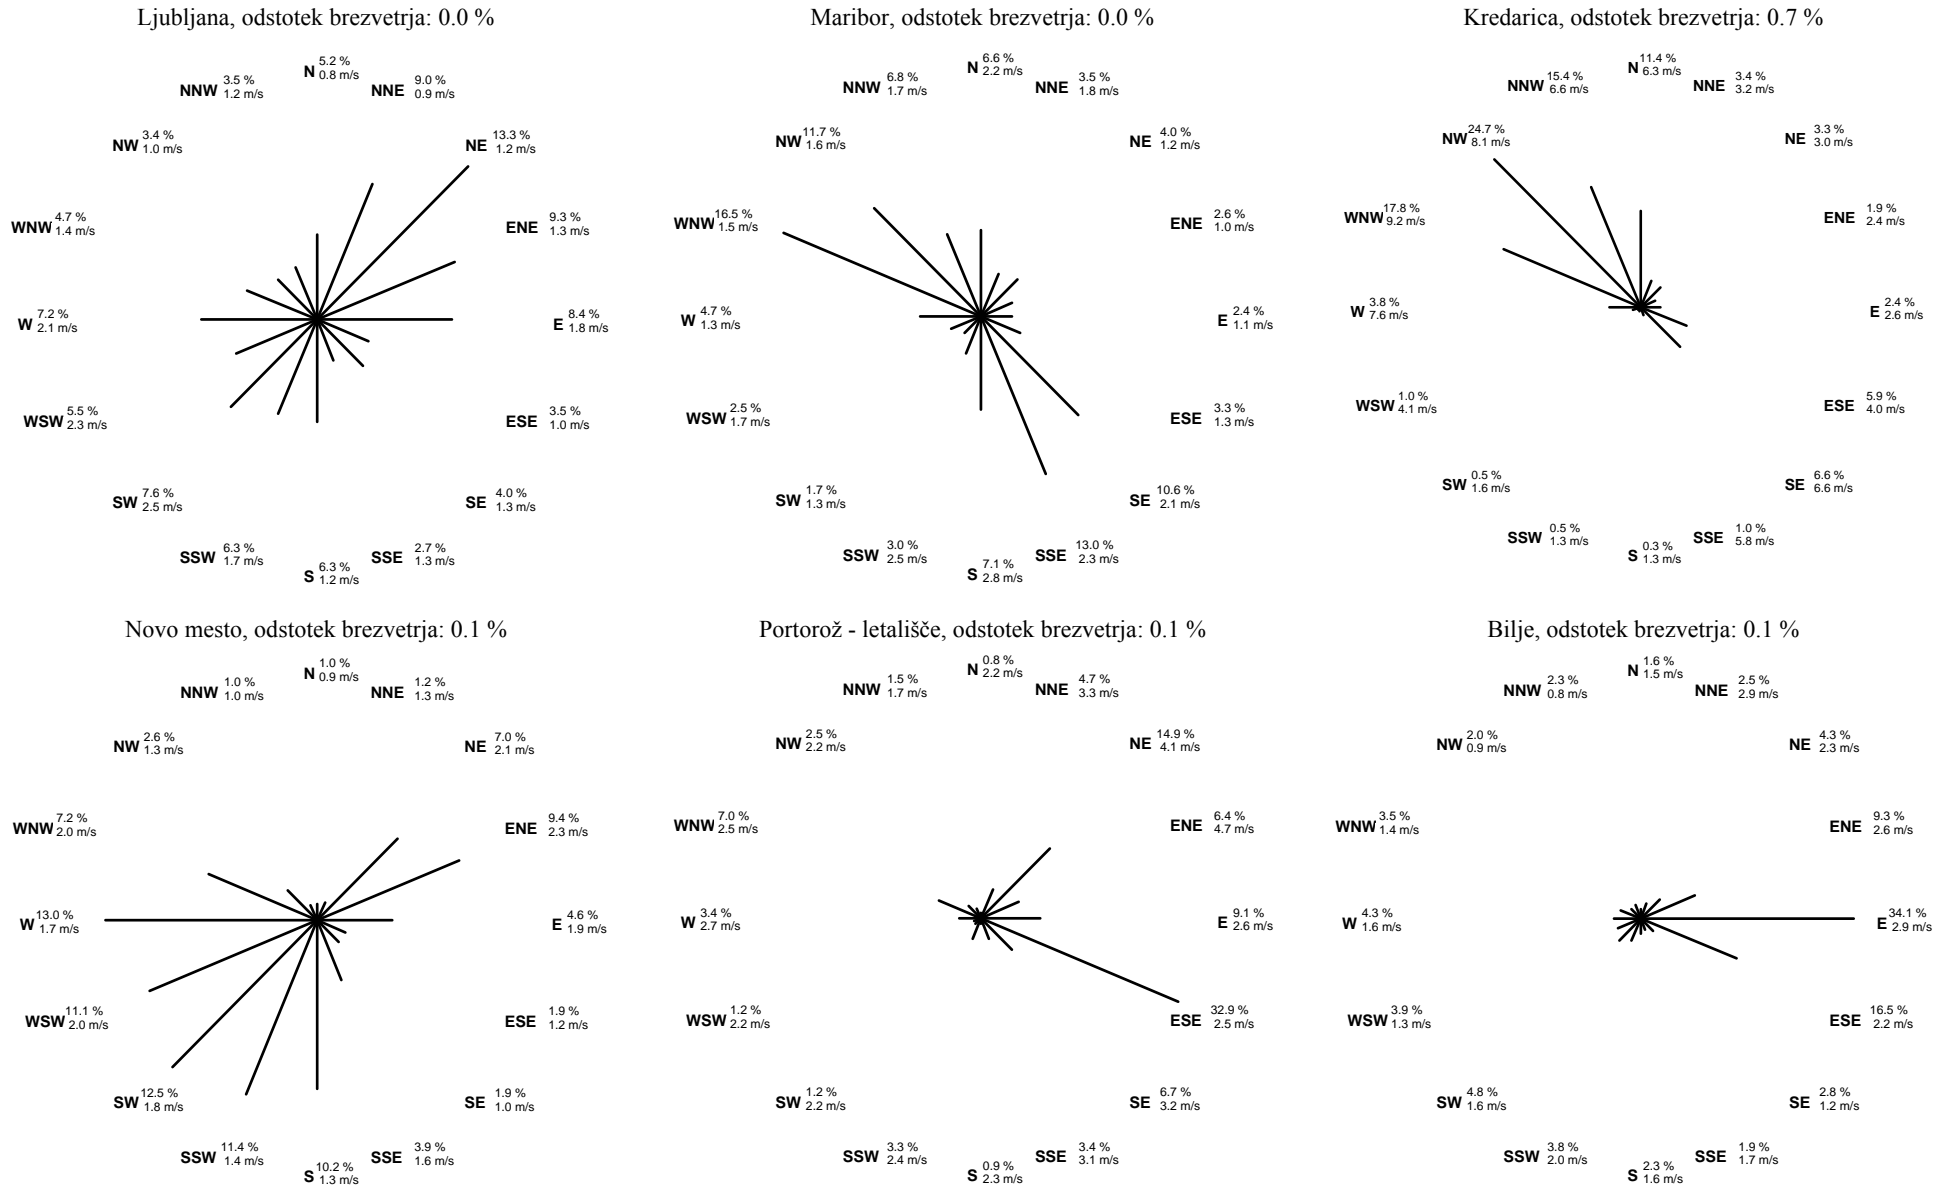 Ljubljana, odstotek brezvetrja: 0.0 %
N 5.2 %
0.8 m/s
NNW 3.5 %
1.2 m/s
NNE 9.0 %
0.9 m/s
NW 3.4 %
1.0 m/s
NE 13.3 %
1.2 m/s
WNW 4.7 %
1.4 m/s
ENE 9.3 %
1.3 m/s
W 7.2 %
2.1 m/s
E 8.4 %
1.8 m/s
WSW 5.5 %
2.3 m/s
ESE 3.5 %
1.0 m/s
SW 7.6 %
2.5 m/s
SE 4.0 %
1.3 m/s
SSW 6.3 %
1.7 m/s
SSE 2.7 %
1.3 m/s
S 6.3 %
1.2 m/s
Maribor, odstotek brezvetrja: 0.0 %
N 6.6 %
2.2 m/s
NNW 6.8 %
1.7 m/s
NNE 3.5 %
1.8 m/s
NW 11.7 %
1.6 m/s
NE 4.0 %
1.2 m/s
WNW 16.5 %
1.5 m/s
ENE 2.6 %
1.0 m/s
W 4.7 %
1.3 m/s
E 2.4 %
1.1 m/s
WSW 2.5 %
1.7 m/s
ESE 3.3 %
1.3 m/s
SW 1.7 %
1.3 m/s
SE 10.6 %
2.1 m/s
SSW 3.0 %
2.5 m/s
SSE 13.0 %
2.3 m/s
S 7.1 %
2.8 m/s
Kredarica, odstotek brezvetrja: 0.7 %
N 11.4 %
6.3 m/s
NNW 15.4 %
6.6 m/s
NNE 3.4 %
3.2 m/s
NW 24.7 %
8.1 m/s
NE 3.3 %
3.0 m/s
WNW 17.8 %
9.2 m/s
ENE 1.9 %
2.4 m/s
W 3.8 %
7.6 m/s
E 2.4 %
2.6 m/s
WSW 1.0 %
4.1 m/s
ESE 5.9 %
4.0 m/s
SW 0.5 %
1.6 m/s
SE 6.6 %
6.6 m/s
SSW 0.5 %
1.3 m/s
SSE 1.0 %
5.8 m/s
S 0.3 %
1.3 m/s
Novo mesto, odstotek brezvetrja: 0.1 %
N 1.0 %
0.9 m/s
NNW 1.0 %
1.0 m/s
NNE 1.2 %
1.3 m/s
NW 2.6 %
1.3 m/s
NE 7.0 %
2.1 m/s
WNW 7.2 %
2.0 m/s
ENE 9.4 %
2.3 m/s
W 13.0 %
1.7 m/s
E 4.6 %
1.9 m/s
WSW 11.1 %
2.0 m/s
ESE 1.9 %
1.2 m/s
SW 12.5 %
1.8 m/s
SE 1.9 %
1.0 m/s
SSW 11.4 %
1.4 m/s
SSE 3.9 %
1.6 m/s
S 10.2 %
1.3 m/s
Portorož - letališče, odstotek brezvetrja: 0.1 %
N 0.8 %
2.2 m/s
NNW 1.5 %
1.7 m/s
NNE 4.7 %
3.3 m/s
NW 2.5 %
2.2 m/s
NE 14.9 %
4.1 m/s
WNW 7.0 %
2.5 m/s
ENE 6.4 %
4.7 m/s
W 3.4 %
2.7 m/s
E 9.1 %
2.6 m/s
WSW 1.2 %
2.2 m/s
ESE 32.9 %
2.5 m/s
SW 1.2 %
2.2 m/s
SE 6.7 %
3.2 m/s
SSW 3.3 %
2.4 m/s
SSE 3.4 %
3.1 m/s
S 0.9 %
2.3 m/s
Bilje, odstotek brezvetrja: 0.1 %
N 1.6 %
1.5 m/s
NNW 2.3 %
0.8 m/s
NNE 2.5 %
2.9 m/s
NW 2.0 %
0.9 m/s
NE 4.3 %
2.3 m/s
WNW 3.5 %
1.4 m/s
ENE 9.3 %
2.6 m/s
W 4.3 %
1.6 m/s
E 34.1 %
2.9 m/s
WSW 3.9 %
1.3 m/s
ESE 16.5 %
2.2 m/s
SW 4.8 %
1.6 m/s
SE 2.8 %
1.2 m/s
SSW 3.8 %
2.0 m/s
SSE 1.9 %
1.7 m/s
S 2.3 %
1.6 m/s